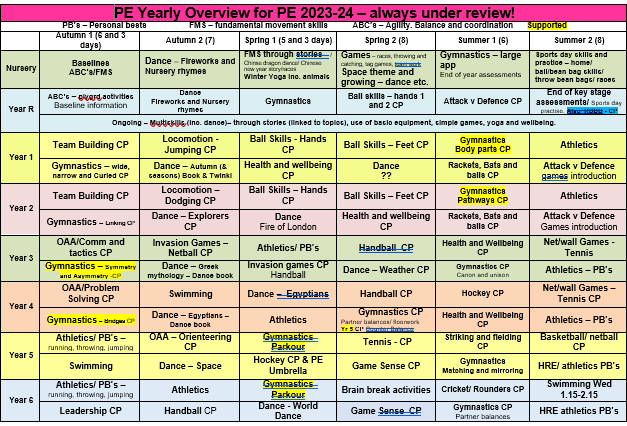 PE Yearly Overview for PE 2023-24 – always under review!
PB's – Personal bests FMS – fundamental movement skills ABC's – Agility. Balance and coordination Supported
Autumn 1 (6 and 3 days) Autumn 2 (7) Spring 1 (5 and 3 days) Spring 2 (8) Summer 1 (6) Summer 2 (8)
Nursery
Baselines
ABC's/FMS
Dance – Fireworks and
Nursery rhymes
FMS through stories –
Chinese dragon dance/ Chinese
new year story/tacos
Winter Yoga inc. animals
Games – races, throwing and
catching, tag games, team work
Space theme and
growing – dance etc.
Gymnastics – large
app
End of year assessments
Sports day skills and
practise – home/
ball/bean bag skills/
throw bean bags/ races
Year R
ABC's – givord activities
Baseline information
Dance
Fireworks and Nursery
rhymes
Gymnastics
Ball skills – hands 1
and 2 CP
Attack v Defence CP
End of key stage
assessments/ Sports day
practise.
Ongoing – Multiskills (inc. dance)– through stories (linked to topics), use of basic equipment, simple games, yoga and wellbeing.
Year 1
Team Building CP
Locomotion -
Jumping CP
Ball Skills - Hands
CP
Ball Skills – Feet CP
Gymnastics
Body parts CP
Athletics
Gymnastics – wide,
narrow and Curled CP
Dance – Autumn (&
seasons) Book & Twinkl
Health and wellbeing
CP
Dance
??
Rackets, Bats and
balls CP
Attack v Defence
games introduction
Year 2
Team Building CP
Locomotion –
Dodging CP
Ball Skills – Hands
CP
Ball Skills – Feet CP
Gymnastics
Pathways CP
Athletics
Gymnastics – Linking CP
Dance – Explorers
CP
Dance
Fire of London
Health and wellbeing
CP
Rackets, Bats and
balls CP
Attack v Defence
Games introduction
Year 3
OAA/Comm and
tactics CP
Invasion Games –
Netball CP
Athletics/ PB's
Handball CP
Health and Wellbeing
CP
Net/wall Games -
Tennis
Gymnastics – Symmetry
and Asymmetry -CP
Dance – Greek
mythology – Dance book
Invasion games CP
Handball
Dance – Weather CP
Gymnastics CP
Canon and unison
Athletics – PB's
Year 4
OAA/Problem
Solving CP
Swimming
Dance – Egyptians
Handball CP
Hockey CP
Net/wall Games –
Tennis CP
Gymnastics - Bridges CP
Dance – Egyptians –
Dance book
Athletics
Gymnastics CP
Partner balances/ floorwork
Yr 5 CP Counter Balance
Health and Wellbeing
CP
Athletics – PB's
Year 5
Athletics/ PB's –
running, throwing, jumping
OAA – Orienteering
CP
Gymnastics
Parkour
Tennis - CP
Striking and fielding
CP
Basketball/ netball
CP
Swimming
Dance – Space
Hockey CP & PE
Umbrella
Game Sense CP
Gymnastics
Matching and mirroring
HRE/ athletics PB's
Year 6
Athletics/ PB's –
running, throwing, jumping
Athletics
Gymnastics –
Parkour
Brain break activities
Cricket/ Rounders CP
Swimming Wed
1.15-2.15
Leadership CP
Handball CP
Dance - World
Dance
Game Sense CP
Gymnastics CP
Partner balances
HRE athletics PB's